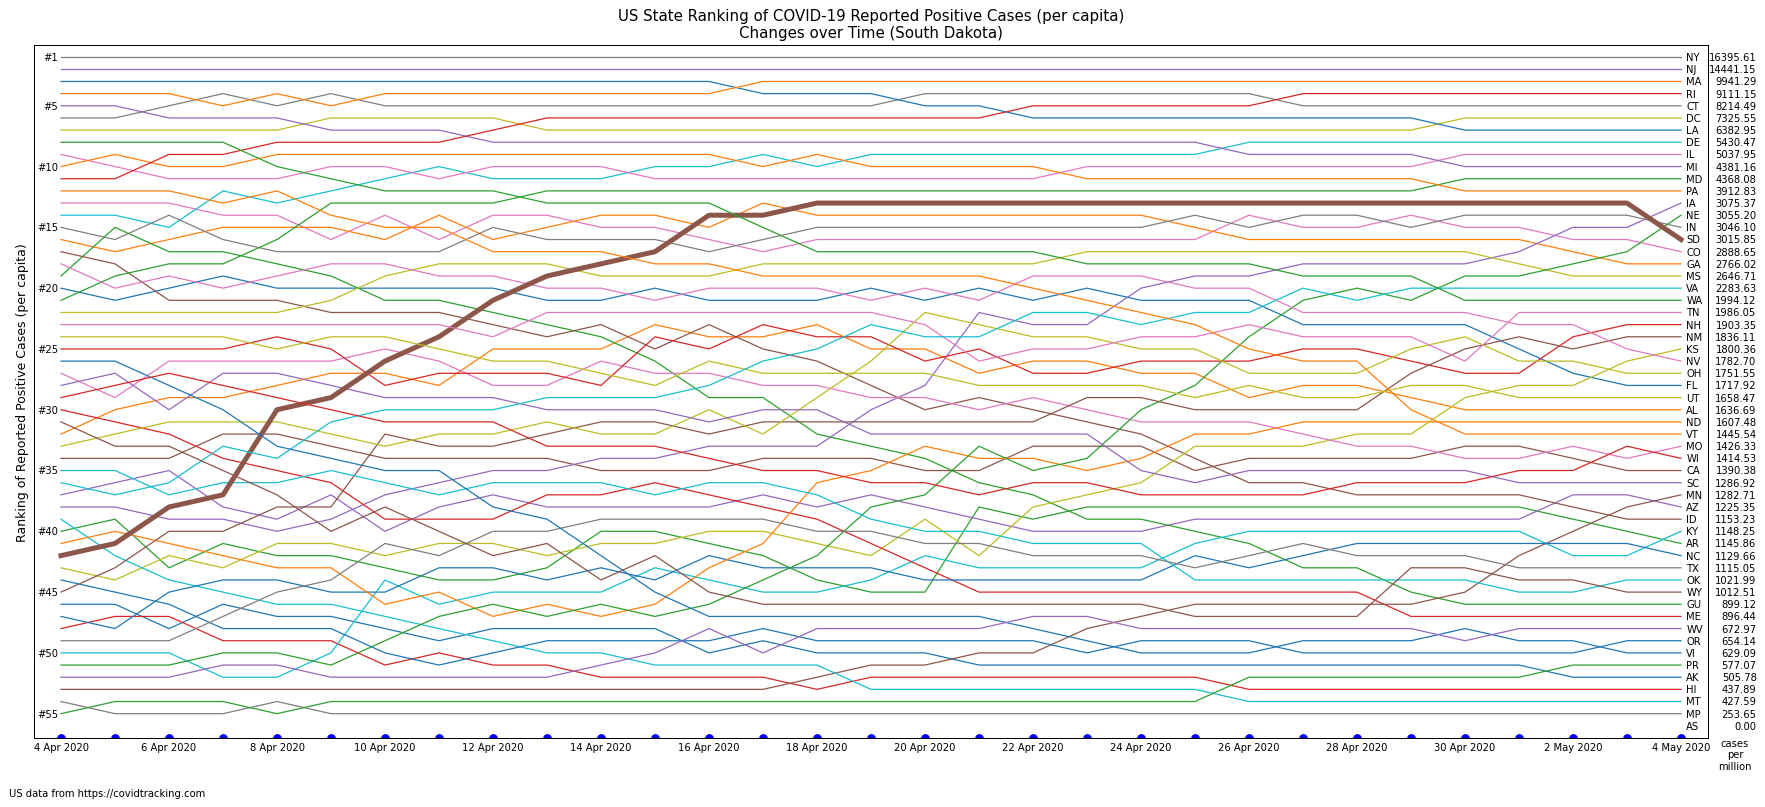 US State Ranking of COVID-19 Reported Positive Cases (per capita)
Changes over Time (South Dakota)
Ranking of Reported Positive Cases (per capita)
#1
#5
#10
#15
#20
#25
#30
#35
#40
#45
#50
#55
NY 16395.61
NJ 14441.15
MA 9941.29
RI 9111.15
CT 8214.49
DC 7325.55
LA 6382.95
DE 5430.47
IL 5037.95
MI 4381.16
MD 4368.08
PA 3912.83
IA 3075.37
NE 3055.20
IN 3046.10
SD 3015.85
CO 2888.65
GA 2766.02
MS 2646.71
VA 2283.63
WA 1994.12
TN 1986.05
NH 1903.35
NM 1836.11
KS 1800.36
NV 1782.70
OH 1751.55
FL 1717.92
UT 1658.47
AL 1636.69
ND 1607.48
VT 1445.54
MO 1426.33
WI 1414.53
CA 1390.38
SC 1286.92
MN 1282.71
AZ 1225.35
ID 1153.23
KY 1148.25
AR 1145.86
NC 1129.66
TX 1115.05
OK 1021.99
WY 1012.51
GU 899.12
ME 896.44
WV 672.97
OR 654.14
VI 629.09
PR 577.07
AK 505.78
HI 437.89
MT 427.59
MP 253.65
AS 0.00
4 Apr 2020 6 Apr 2020 8 Apr 2020 10 Apr 2020 12 Apr 2020 14 Apr 2020 16 Apr 2020 18 Apr 2020 20 Apr 2020 22 Apr 2020 24 Apr 2020 26 Apr 2020 28 Apr 2020 30 Apr 2020 2 May 2020 4 May 2020
cases
per
million
US data from https://covidtracking.com